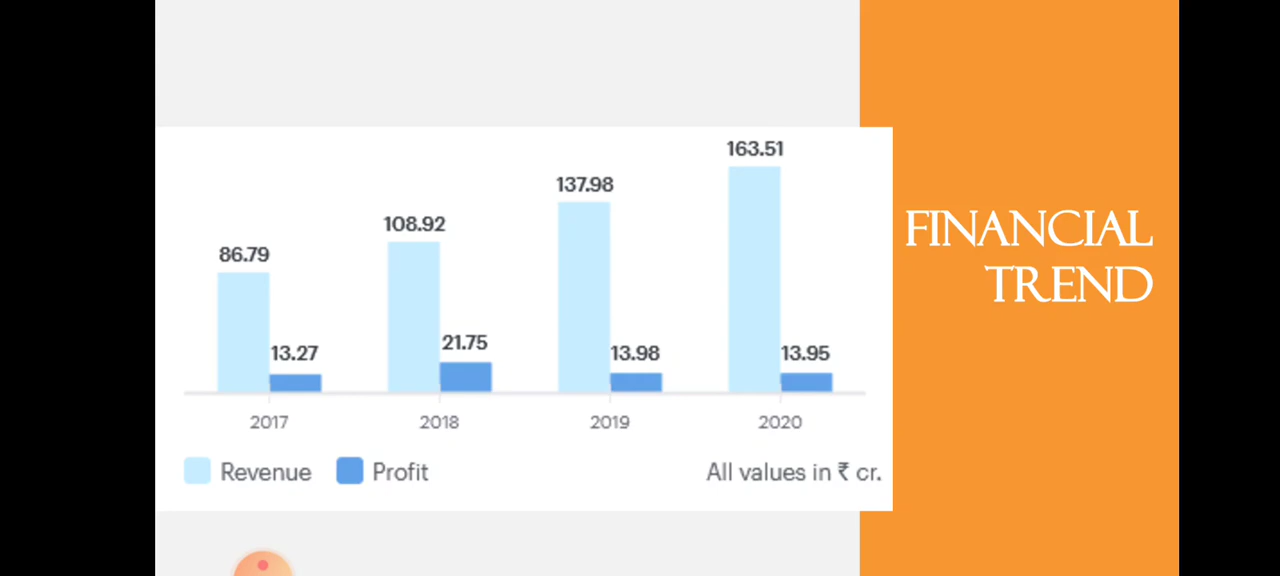 163.51
137.98
108.92
86.79
21.75
13.27
13.98
13.95
2017 2018 2019 2020
Revenue Profit All values in ₹ cr.
FINANCIAL
TREND